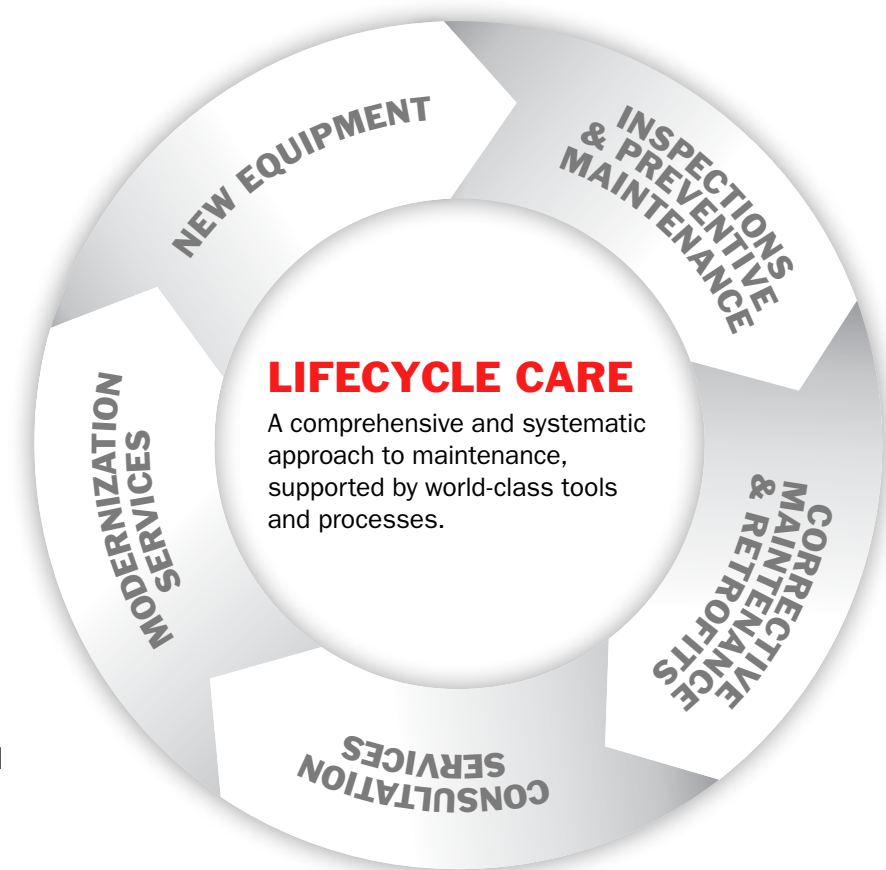 NEW EQUIPMENT
INSPECTIONS
& PREVENTIVE
MAINTENANCE
CORRECTIVE
MAINTENANCE
& RETROFITS
CONSULTATION
SERVICES
MODERNIZATION
SERVICES
LIFECYCLE CARE
A comprehensive and systematic
approach to maintenance,
supported by world-class tools
and processes.